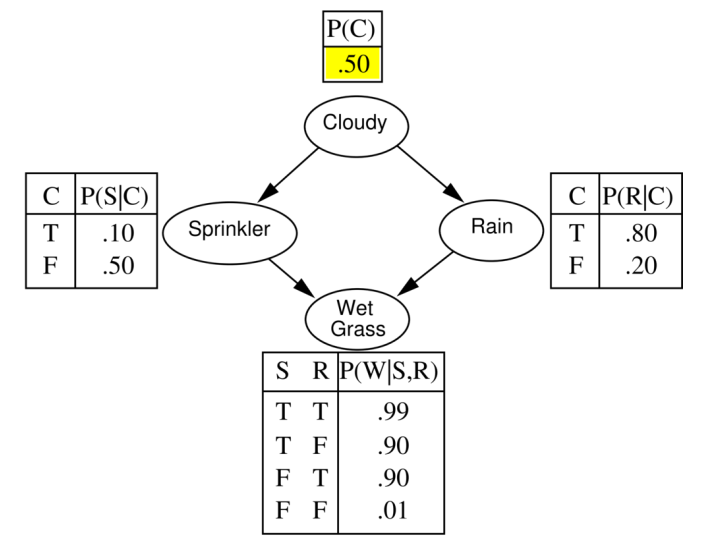 P(C)
.50
Cloudy
C P(S|C)
T .10
F .50
Sprinkler
Rain
C P(R|C)
T .80
F .20
Wet
Grass
S R P(W|S,R)
T T .99
T F .90
F T .90
F F .01